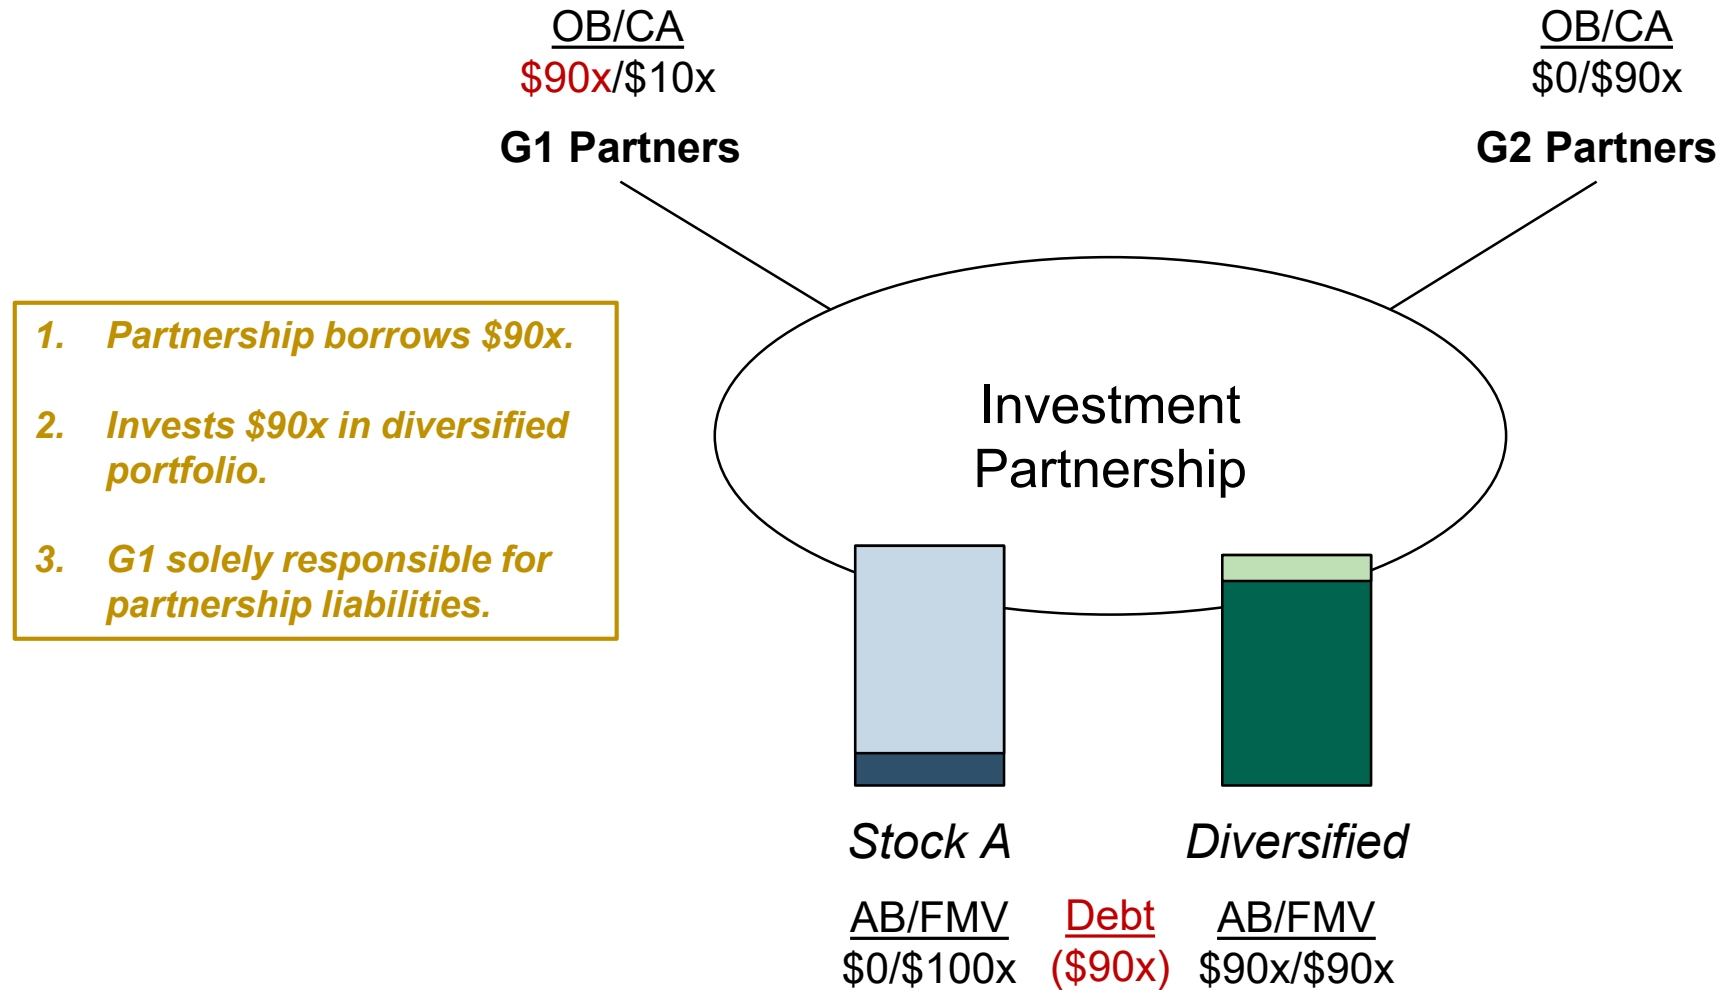 OB/CA
$90x/$10x
G1 Partners
OB/CA
$0/$90x
G2 Partners
1. Partnership borrows $90x.
2. Invests $90x in diversified
portfolio.
3. G1 solely responsible for
partnership liabilities.
Investment
Partnership
Stock A
Diversified
AB/FMV
$0/$100x
Debt
($90x)
AB/FMV
$90x/$90x